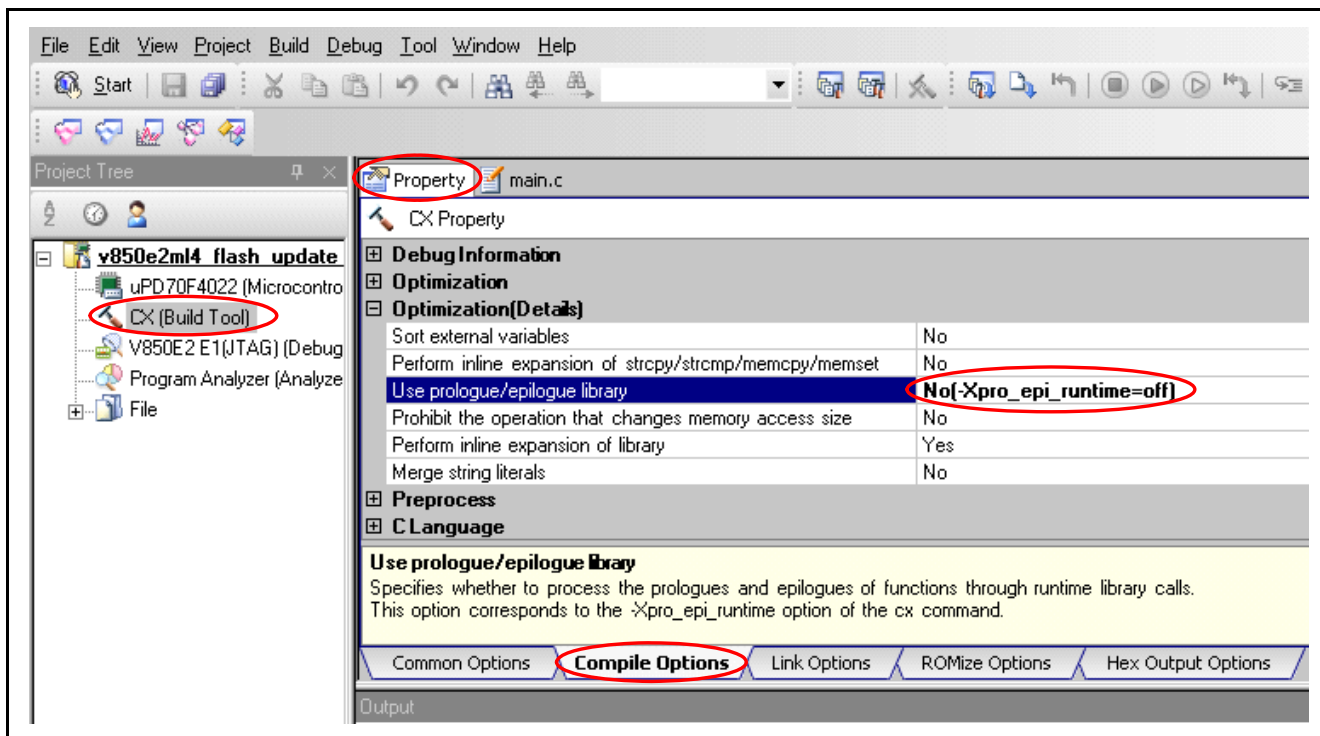 File Edit View Project Build Debug Tool Window Help
Start
Project Tree
Property main.c
CX Property
v850e2ml4_flash_update_
uPD70F4022 (Microcontro
CX (Build Tool)
V850E2 E1(JTAG) (Debug
Program Analyzer (Analyze
File
Debug Information
Optimization
Optimization(Details)
Sort external variables No
Perform inline expansion of strcpy/strcmp/memcpy/memset No
Use prologue/epilogue library No(-Xpro_epi_runtime=off)
Prohibit the operation that changes memory access size No
Perform inline expansion of library Yes
Merge string literals No
Preprocess
C Language
Use prologue/epilogue library
Specifies whether to process the prologues and epilogues of functions through runtime library calls.
This option corresponds to the -Xpro_epi_runtime option of the cx command.
Common Options Compile Options Link Options ROMize Options Hex Output Options
Output